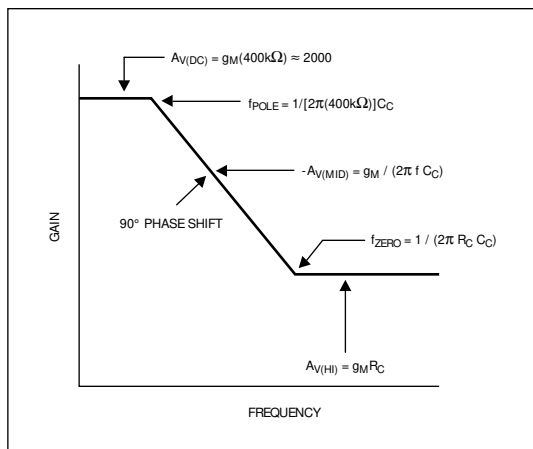 AV(DC) = gM(400kΩ) ≈ 2000
fPOLE = 1/[2π(400kΩ)]CC
-AV(MID) = gM / (2π f CC)
90° PHASE SHIFT
GAIN
fZERO = 1 / (2π RC CC)
AV(HI) = gMRC
FREQUENCY